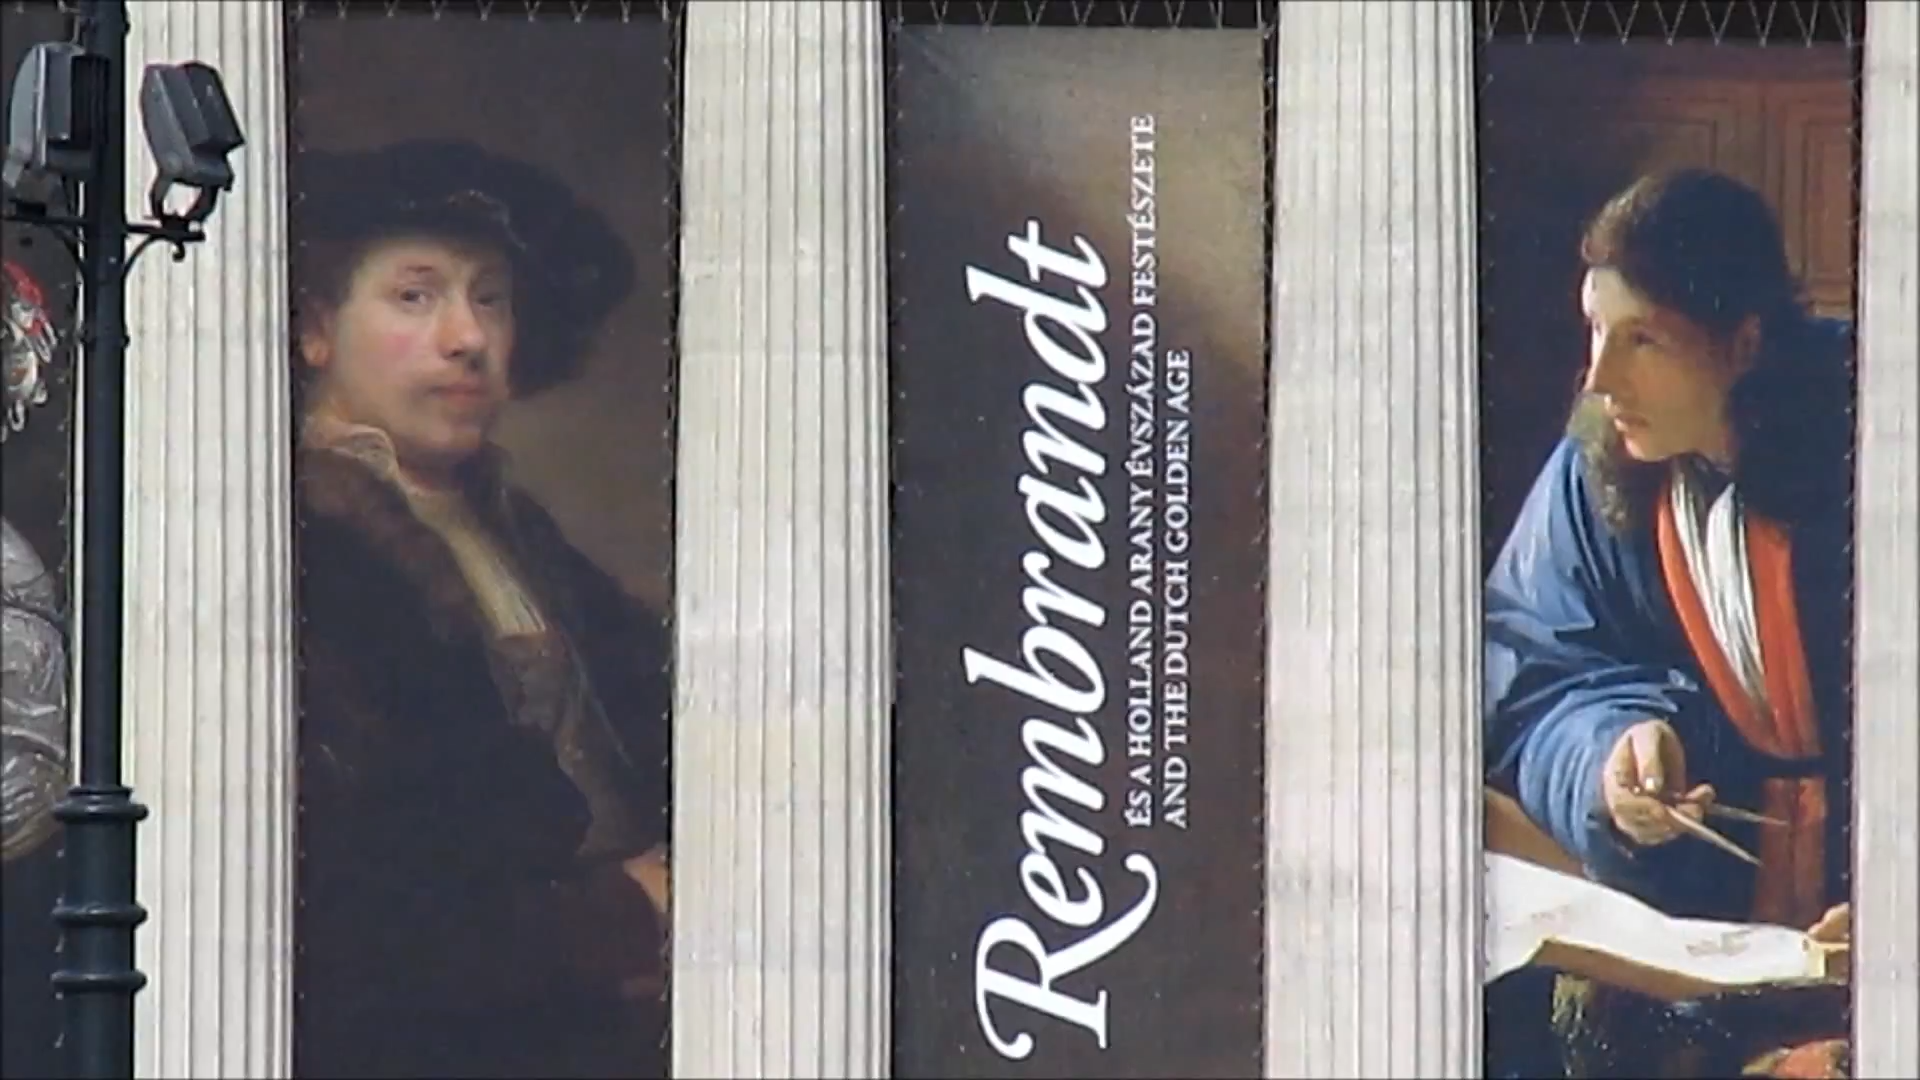 Rembrandt
ÉS A HOLLAND ARANY ÉVSZÁZAD FESTÉSZETE
AND THE DUTCH GOLDEN AGE